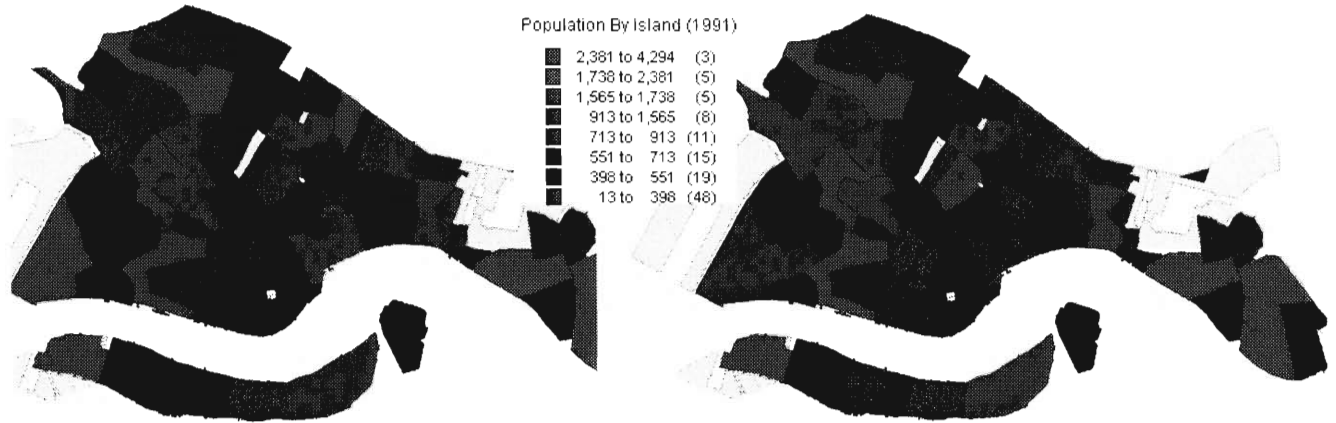 Population By Island (1991)
2,381 to 4,294 (3)
1,738 to 2,381 (5)
1,565 to 1,738 (5)
913 to 1,565 (8)
713 to 913 (11)
551 to 713 (15)
398 to 551 (19)
13 to 398 (48)